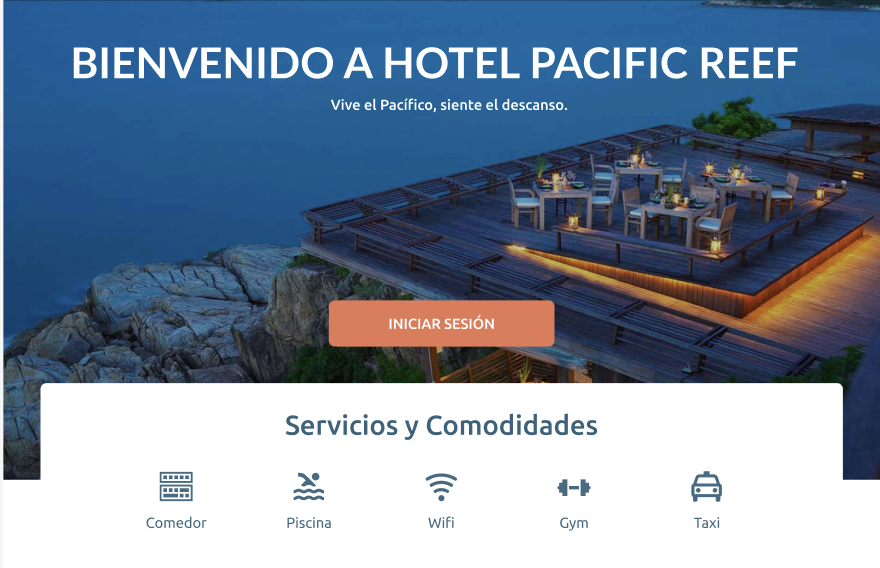 BIENVENIDO A HOTEL PACIFIC REEF
Vive el Pacífico, siente el descanso.
INICIAR SESIÓN
Servicios y Comodidades
Comedor
Piscina
Wifi
Gym
Taxi